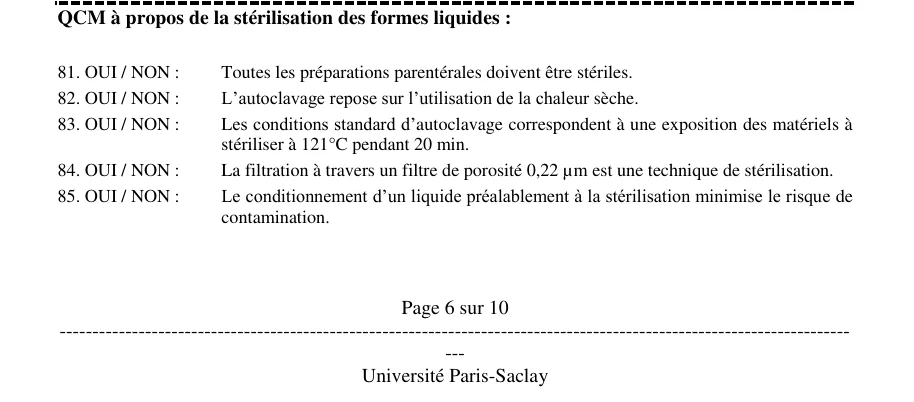 QCM à propos de la stérilisation des formes liquides :
81. OUI / NON : Toutes les préparations parentérales doivent être stériles.
82. OUI / NON : L’autoclavage repose sur l’utilisation de la chaleur sèche.
83. OUI / NON : Les conditions standard d’autoclavage correspondent à une exposition des matériels à
stériliser à 121°C pendant 20 min.
84. OUI / NON : La filtration à travers un filtre de porosité 0,22 µm est une technique de stérilisation.
85. OUI / NON : Le conditionnement d’un liquide préalablement à la stérilisation minimise le risque de
contamination.
Page 6 sur 10
Université Paris-Saclay